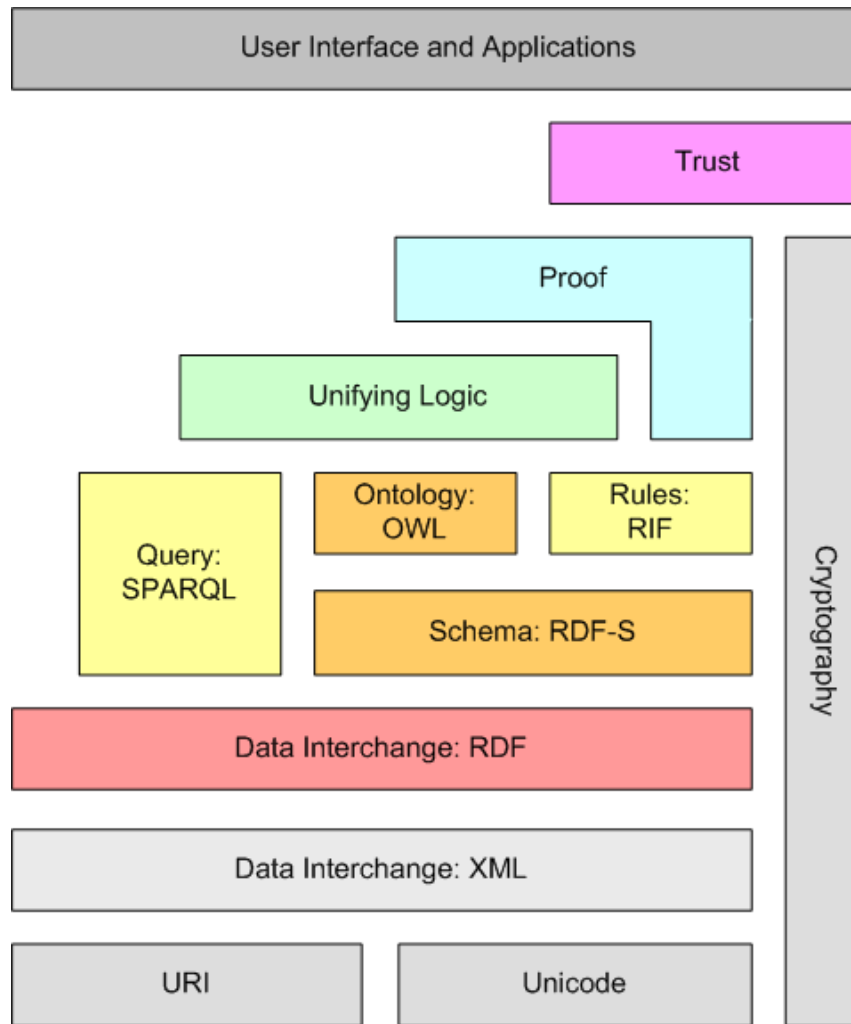 User Interface and Applications
Trust
Proof
Unifying Logic
Ontology:
OWL
Rules:
RIF
Query:
SPARQL
Schema: RDF-S
Cryptography
Data Interchange: RDF
Data Interchange: XML
URI
Unicode